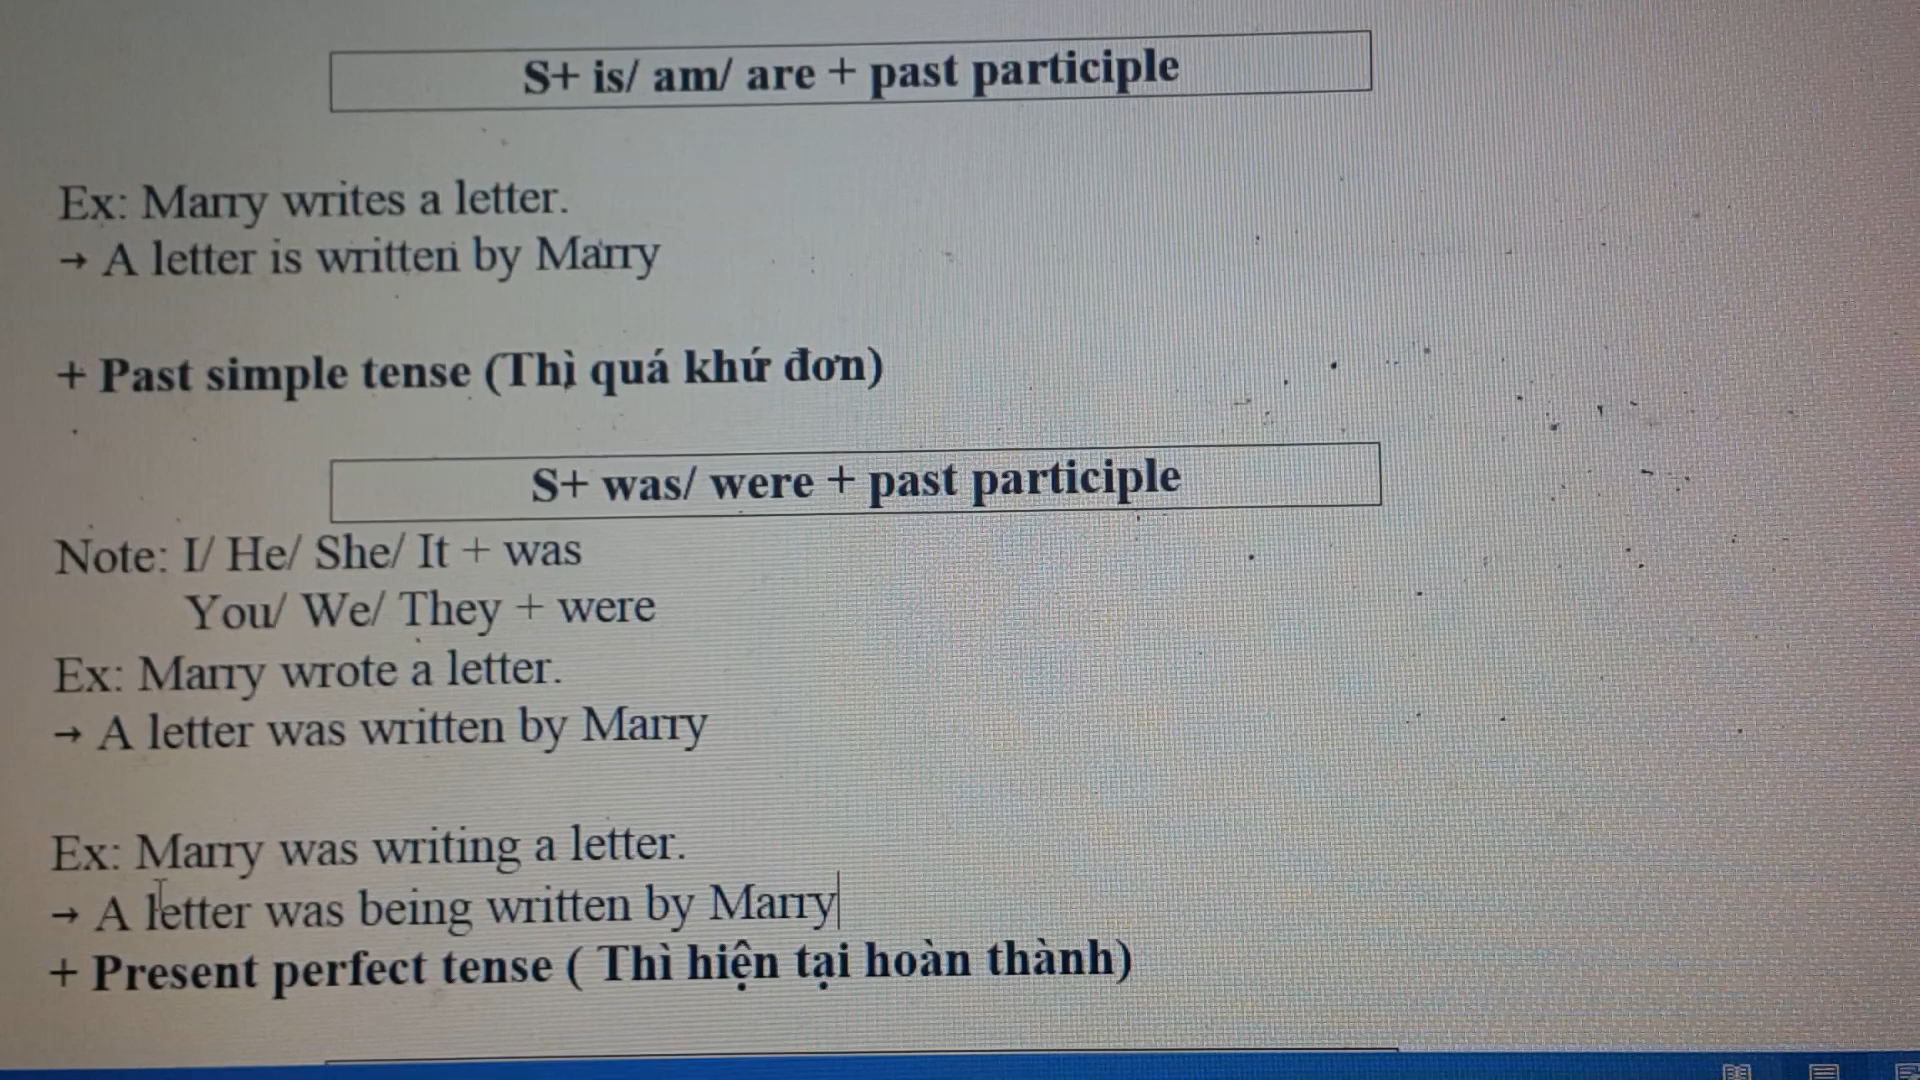 S+ is/ am/ are + past participle
Ex: Marry writes a letter.
→ A letter is written by Marry
+ Past simple tense (Thì quá khứ đơn)
S+ was/ were + past participle
Note: I/ He/ She/ It + was
You/ We/ They + were
Ex: Marry wrote a letter.
→ A letter was written by Marry
Ex: Marry was writing a letter.
→ A letter was being written by Marry
+ Present perfect tense ( Thì hiện tại hoàn thành)